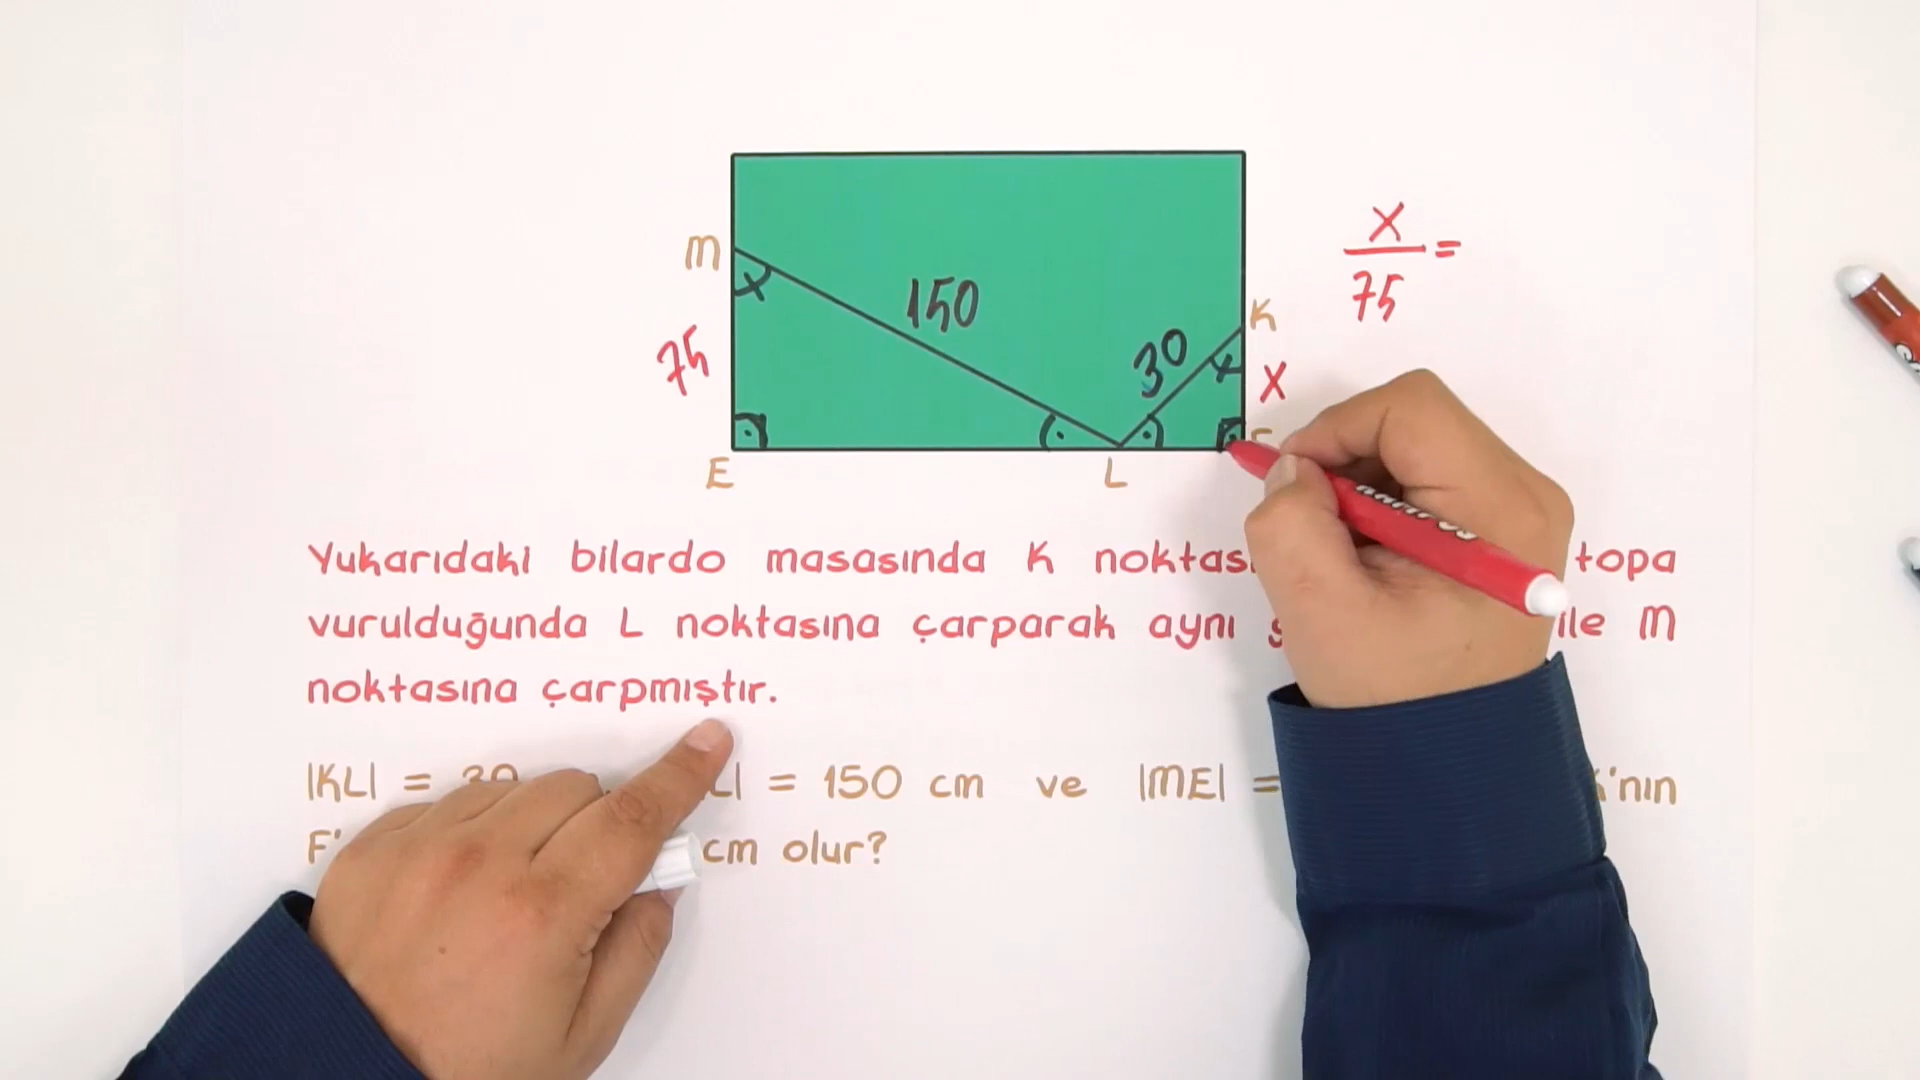 M
150
K
30
75
X
X
75
=
E
L
Yukarıdaki bilardo masasında K topa
vurulduğunda L noktasına çarparak aynı ile M
noktasına çarpmıştır.
|KL| = = 150 cm ve |ME| = K'nın
cm olur?